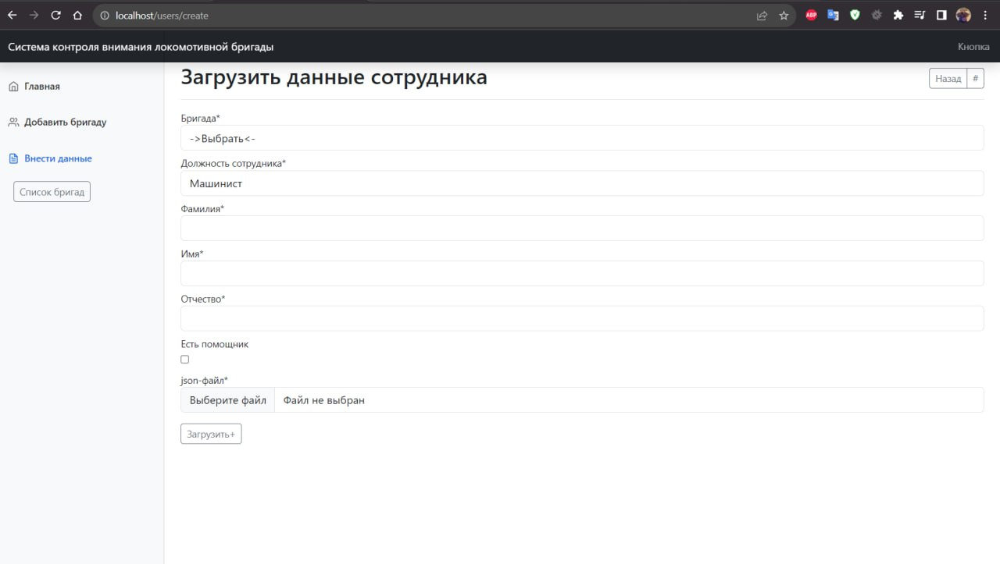 localhost/users/create
ABP
Система контроля внимания локомотивной бригады
Кнопка
Главная
Добавить бригаду
Внести данные
Список бригад
Загрузить данные сотрудника
Назад
#
Бригада*
->Выбрать<-
Должность сотрудника*
Машинист
Фамилия*
Имя*
Отчество*
Есть помощник
json-файл*
Выберите файл
Файл не выбран
Загрузить+